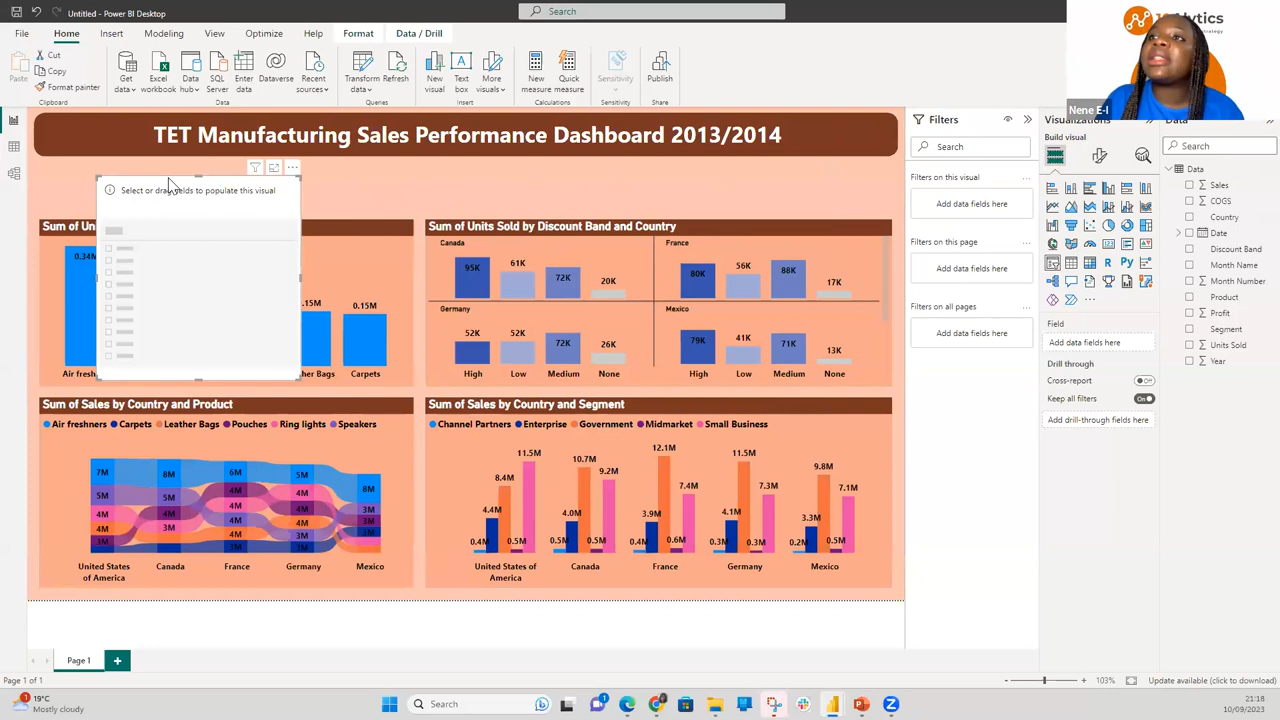 Untitled - Power BI Desktop
Search
File Home Insert Modeling View Optimize Help Format Data / Drill
Paste
Cut
Copy
Format painter
Get data
Excel workbook
Data hub
SQL Server
Enter data
Dataverse
Recent sources
Transform data
Refresh
New visual
Text box
More visuals
New measure
Quick measure
Sensitivity
Publish
Clipboard
Data
Queries
Insert
Calculations
Sensitivity
Share
Nene E-I
TET Manufacturing Sales Performance Dashboard 2013/2014
Select or drag fields to populate this visual
Sum of Un
0.34M
.15M
0.15M
Air fresh
her Bags
Carpets
Sum of Units Sold by Discount Band and Country
Canada
95K 61K 72K 20K
France
80K 56K 88K 17K
Germany
52K 52K 72K 26K
Mexico
79K 41K 71K 13K
High Low Medium None High Low Medium None
Sum of Sales by Country and Product
Air freshners Carpets Leather Bags Pouches Ring lights Speakers
7M 5M 4M 4M 3M
8M 5M 4M 3M
6M 4M 4M 4M 3M
5M 4M 4M 4M 3M
8M 3M 3M 3M
United States of America
Canada
France
Germany
Mexico
Sum of Sales by Country and Segment
Channel Partners Enterprise Government Midmarket Small Business
0.4M 4.4M 8.4M 0.5M 11.5M
0.5M 4.0M 10.7M 0.5M 9.2M
0.4M 3.9M 12.1M 0.6M 7.4M
0.3M 4.1M 11.5M 0.3M 7.3M
0.2M 3.3M 9.8M 0.5M 7.1M
United States of America
Canada
France
Germany
Mexico
Filters
Search
Filters on this visual
Add data fields here
Filters on this page
Add data fields here
Filters on all pages
Add data fields here
Visualizations
Build visual
Field
Add data fields here
Drill through
Cross-report
Off
Keep all filters
On
Add drill-through fields here
Data
Search
Data
Sales
COGS
Country
Date
Discount Band
Month Name
Month Number
Product
Profit
Segment
Units Sold
Year
Page 1
Page 1 of 1
103%
Update available (click to download)
19°C
Mostly cloudy
Search
21:18
10/09/2023